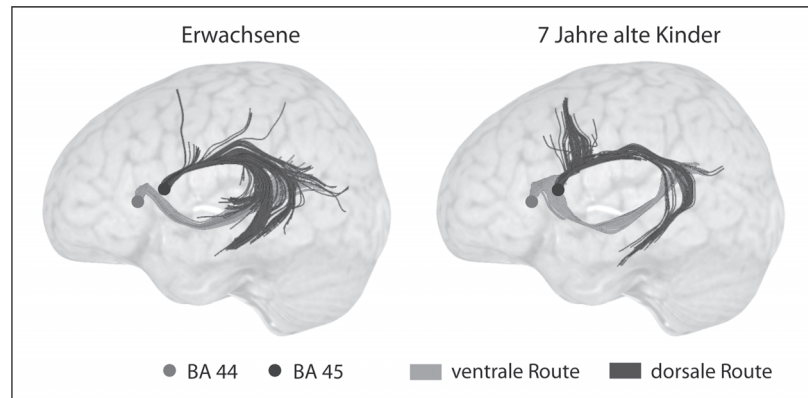 Erwachsene
7 Jahre alte Kinder
BA 44
BA 45
ventrale Route
dorsale Route